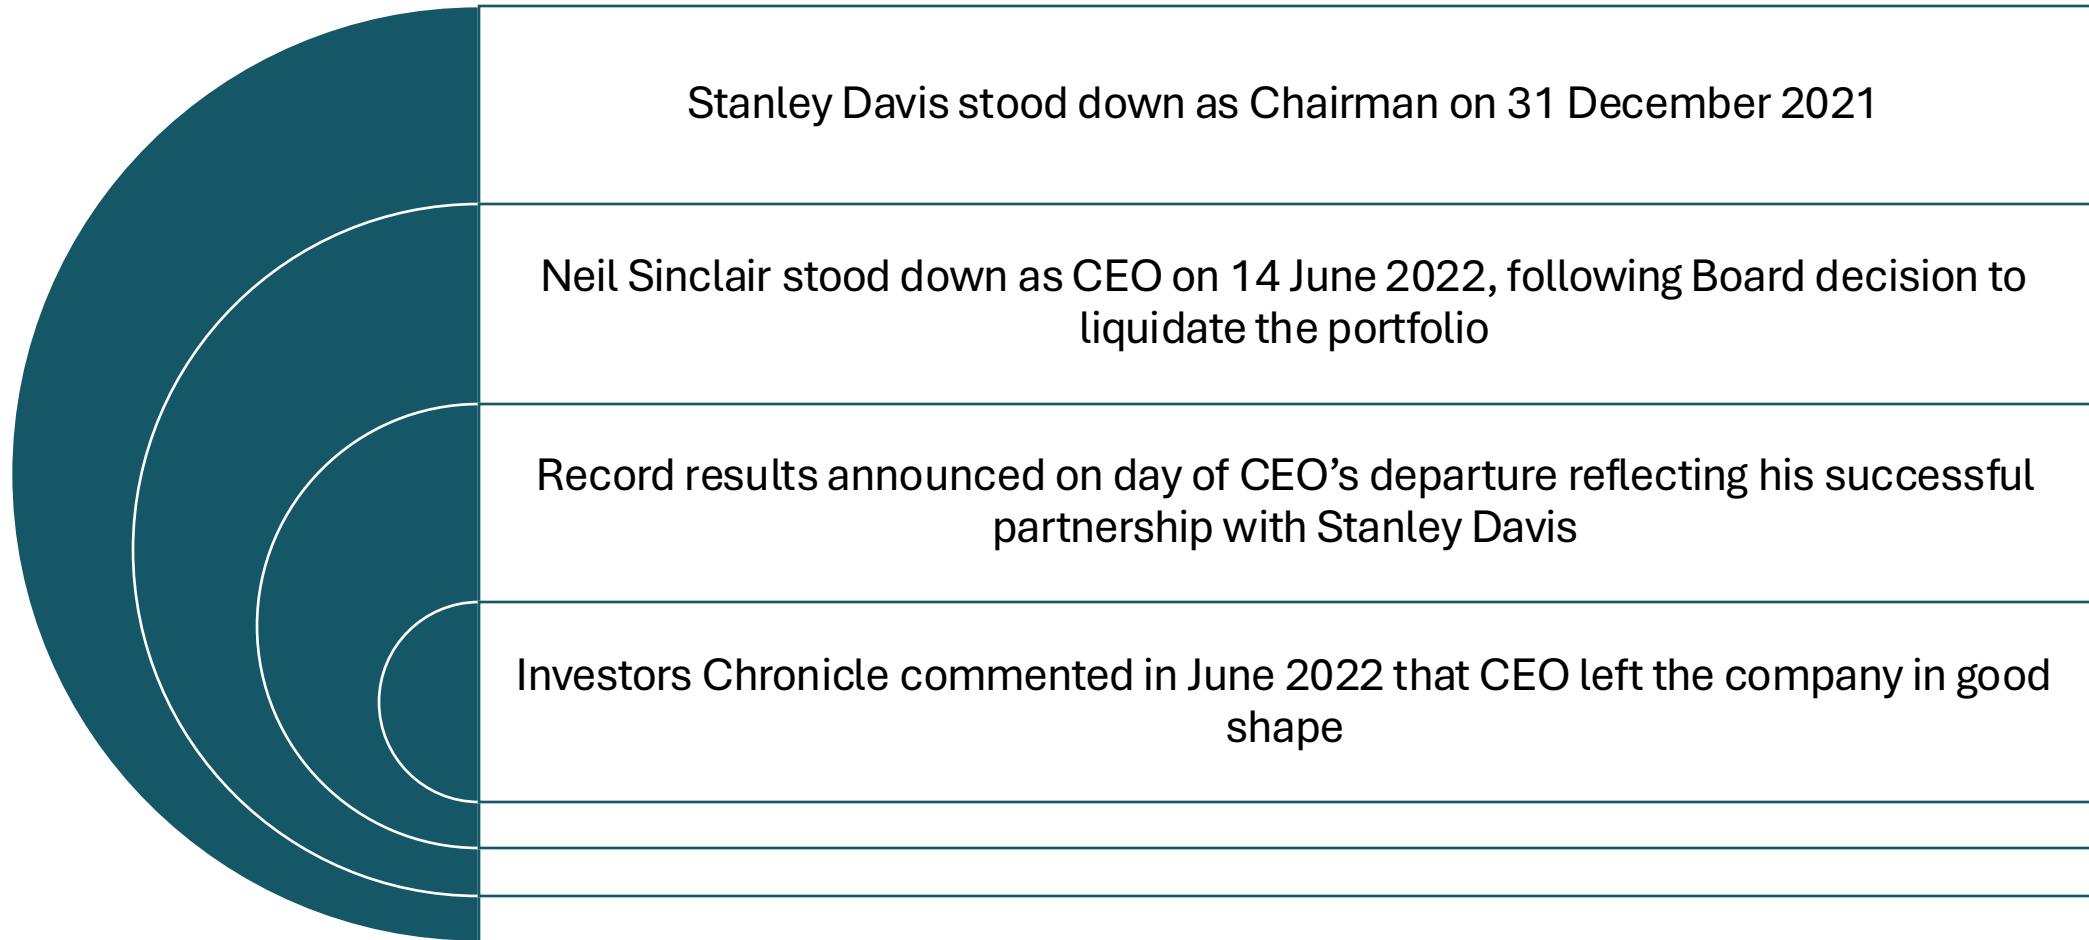 Stanley Davis stood down as Chairman on 31 December 2021
Neil Sinclair stood down as CEO on 14 June 2022, following Board decision to
liquidate the portfolio
Record results announced on day of CEO’s departure reflecting his successful
partnership with Stanley Davis
Investors Chronicle commented in June 2022 that CEO left the company in good
shape